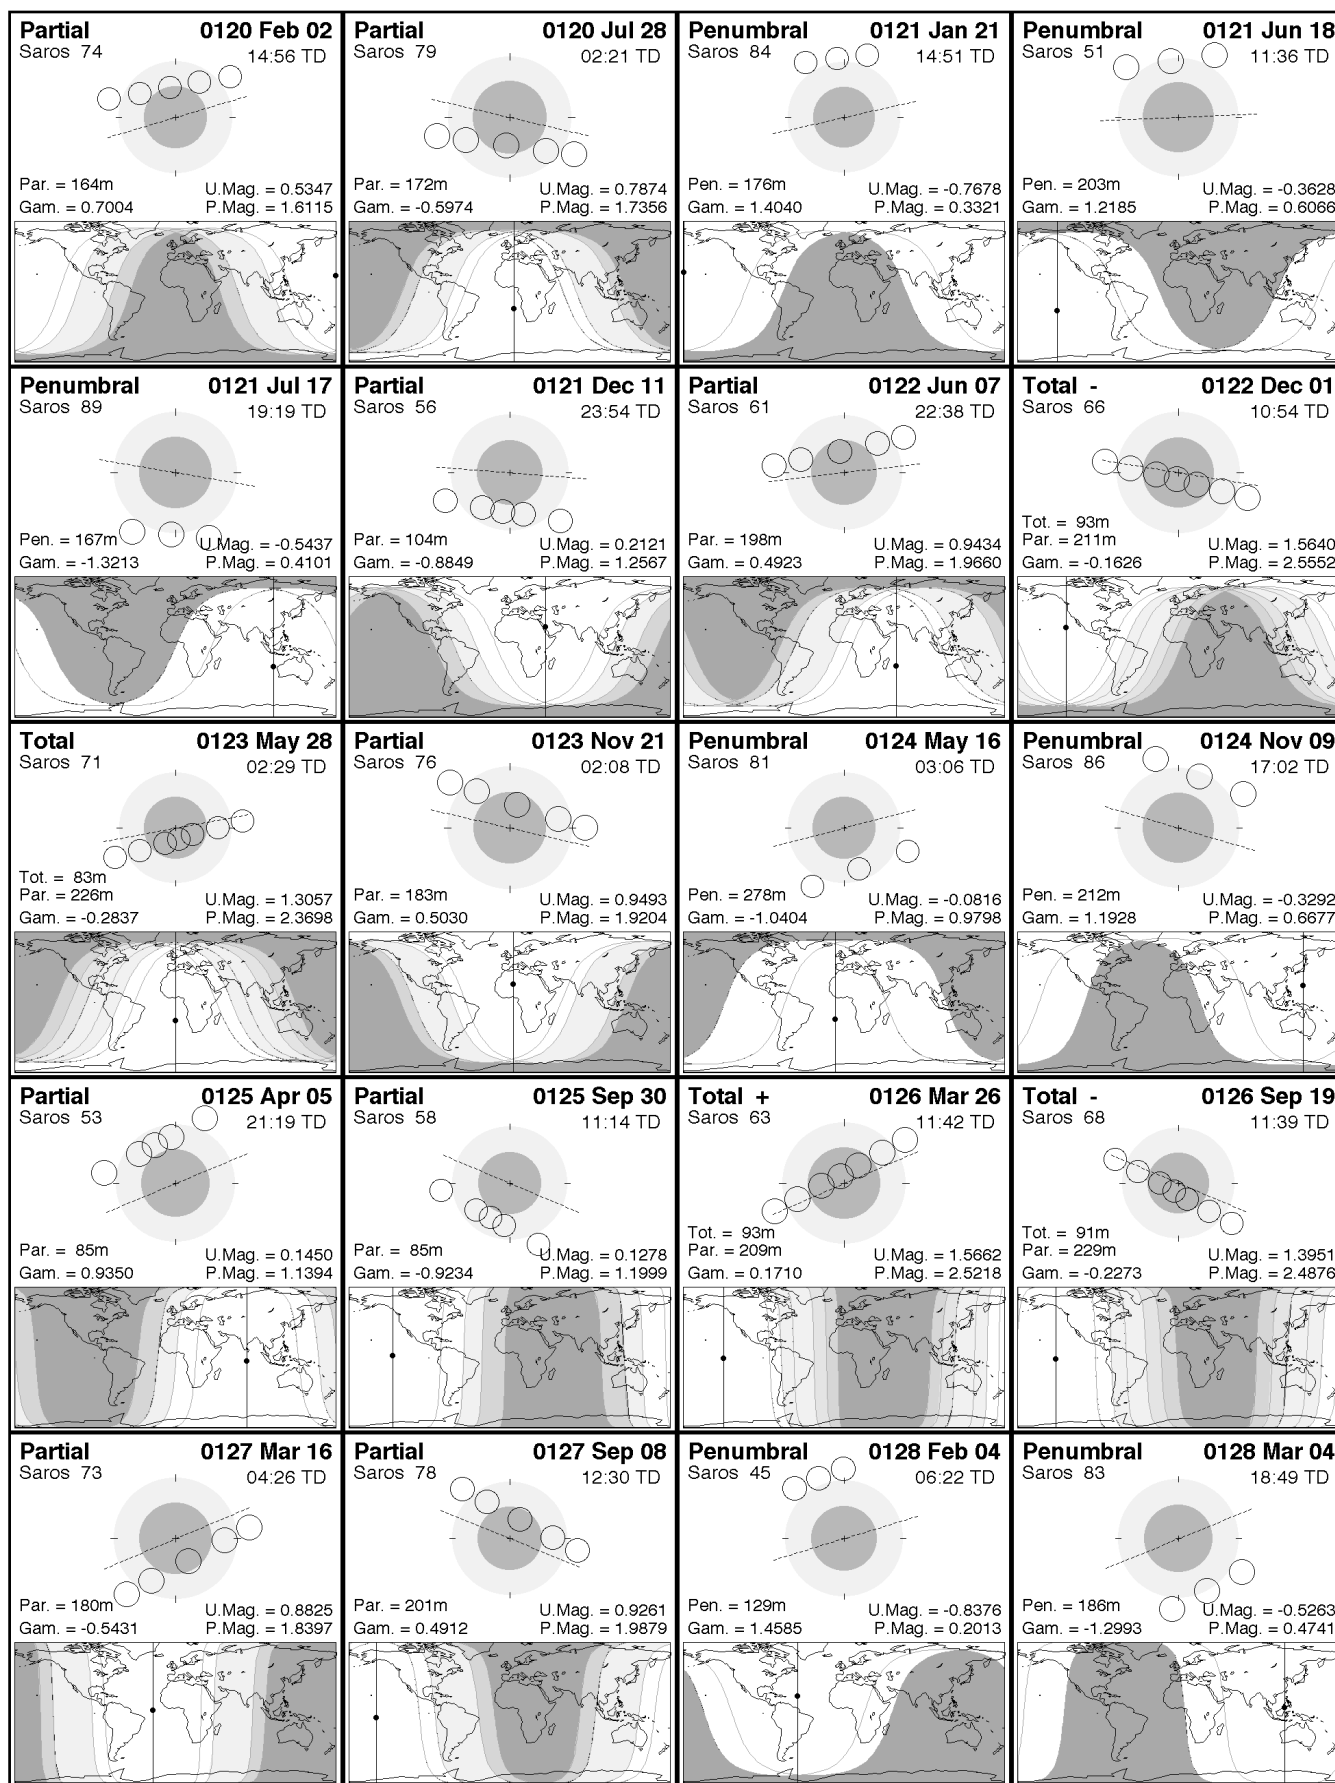 Partial 0120 Feb 02
Saros 74 14:56 TD
Par. = 164m U.Mag. = 0.5347
Gam. = 0.7004 P.Mag. = 1.6115
Partial 0120 Jul 28
Saros 79 02:21 TD
Par. = 172m U.Mag. = 0.7874
Gam. = -0.5974 P.Mag. = 1.7356
Penumbral 0121 Jan 21
Saros 84 14:51 TD
Pen. = 176m U.Mag. = -0.7678
Gam. = 1.4040 P.Mag. = 0.3321
Penumbral 0121 Jun 18
Saros 51 11:36 TD
Pen. = 203m U.Mag. = -0.3628
Gam. = 1.2185 P.Mag. = 0.6066
Penumbral 0121 Jul 17
Saros 89 19:19 TD
Pen. = 167m U.Mag. = -0.5437
Gam. = -1.3213 P.Mag. = 0.4101
Partial 0121 Dec 11
Saros 56 23:54 TD
Par. = 104m U.Mag. = 0.2121
Gam. = -0.8849 P.Mag. = 1.2567
Partial 0122 Jun 07
Saros 61 22:38 TD
Par. = 198m U.Mag. = 0.9434
Gam. = 0.4923 P.Mag. = 1.9660
Total - 0122 Dec 01
Saros 66 10:54 TD
Tot. = 93m
Par. = 211m U.Mag. = 1.5640
Gam. = -0.1626 P.Mag. = 2.5552
Total 0123 May 28
Saros 71 02:29 TD
Tot. = 83m
Par. = 226m U.Mag. = 1.3057
Gam. = -0.2837 P.Mag. = 2.3698
Partial 0123 Nov 21
Saros 76 02:08 TD
Par. = 183m U.Mag. = 0.9493
Gam. = 0.5030 P.Mag. = 1.9204
Penumbral 0124 May 16
Saros 81 03:06 TD
Pen. = 278m U.Mag. = -0.0816
Gam. = -1.0404 P.Mag. = 0.9798
Penumbral 0124 Nov 09
Saros 86 17:02 TD
Pen. = 212m U.Mag. = -0.3292
Gam. = 1.1928 P.Mag. = 0.6677
Partial 0125 Apr 05
Saros 53 21:19 TD
Par. = 85m U.Mag. = 0.1450
Gam. = 0.9350 P.Mag. = 1.1394
Partial 0125 Sep 30
Saros 58 11:14 TD
Par. = 85m U.Mag. = 0.1278
Gam. = -0.9234 P.Mag. = 1.1999
Total + 0126 Mar 26
Saros 63 11:42 TD
Tot. = 93m
Par. = 209m U.Mag. = 1.5662
Gam. = 0.1710 P.Mag. = 2.5218
Total - 0126 Sep 19
Saros 68 11:39 TD
Tot. = 91m
Par. = 229m U.Mag. = 1.3951
Gam. = -0.2273 P.Mag. = 2.4876
Partial 0127 Mar 16
Saros 73 04:26 TD
Par. = 180m U.Mag. = 0.8825
Gam. = -0.5431 P.Mag. = 1.8397
Partial 0127 Sep 08
Saros 78 12:30 TD
Par. = 201m U.Mag. = 0.9261
Gam. = 0.4912 P.Mag. = 1.9879
Penumbral 0128 Feb 04
Saros 45 06:22 TD
Pen. = 129m U.Mag. = -0.8376
Gam. = 1.4585 P.Mag. = 0.2013
Penumbral 0128 Mar 04
Saros 83 18:49 TD
Pen. = 186m U.Mag. = -0.5263
Gam. = -1.2993 P.Mag. = 0.4741